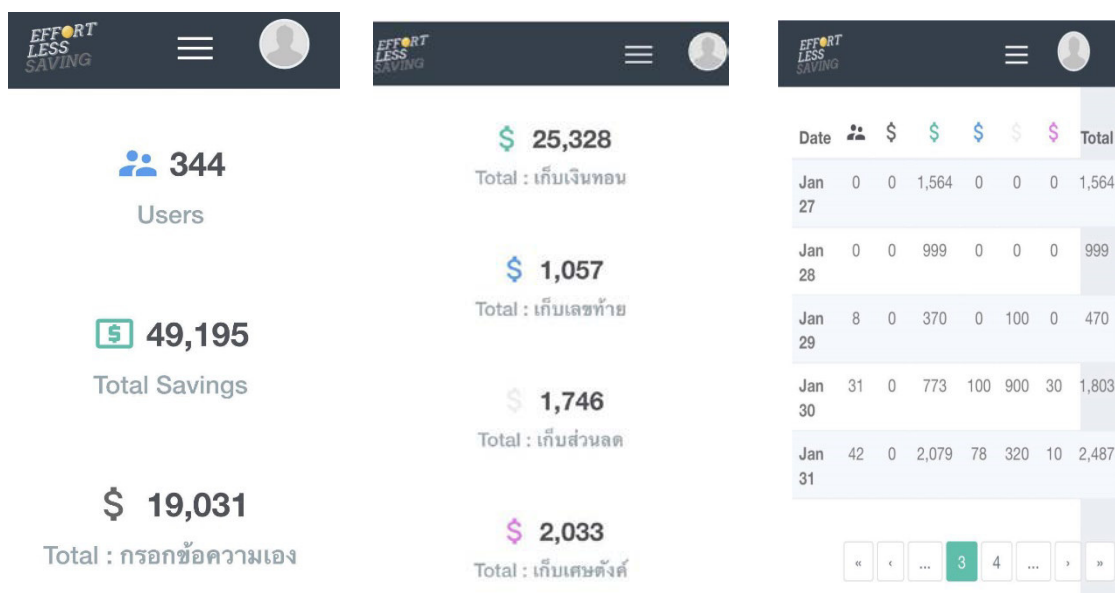 EFFORT
LESS
SAVING
344
Users
49,195
Total Savings
$ 19,031
Total : กรอกข้อความเอง
EFFORT
LESS
SAVING
$ 25,328
Total : เก็บเงินทอน
$ 1,057
Total : เก็บเลขท้าย
$ 1,746
Total : เก็บส่วนลด
$ 2,033
Total : เก็บเศษตังค์
EFFORT
LESS
SAVING
Date $ $ $ $ $ Total
Jan 0 0 1,564 0 0 0 1,564
27
Jan 0 0 999 0 0 0 999
28
Jan 8 0 370 0 100 0 470
29
Jan 31 0 773 100 900 30 1,803
30
Jan 42 0 2,079 78 320 10 2,487
31
« ‹ ... 3 4 ... › »